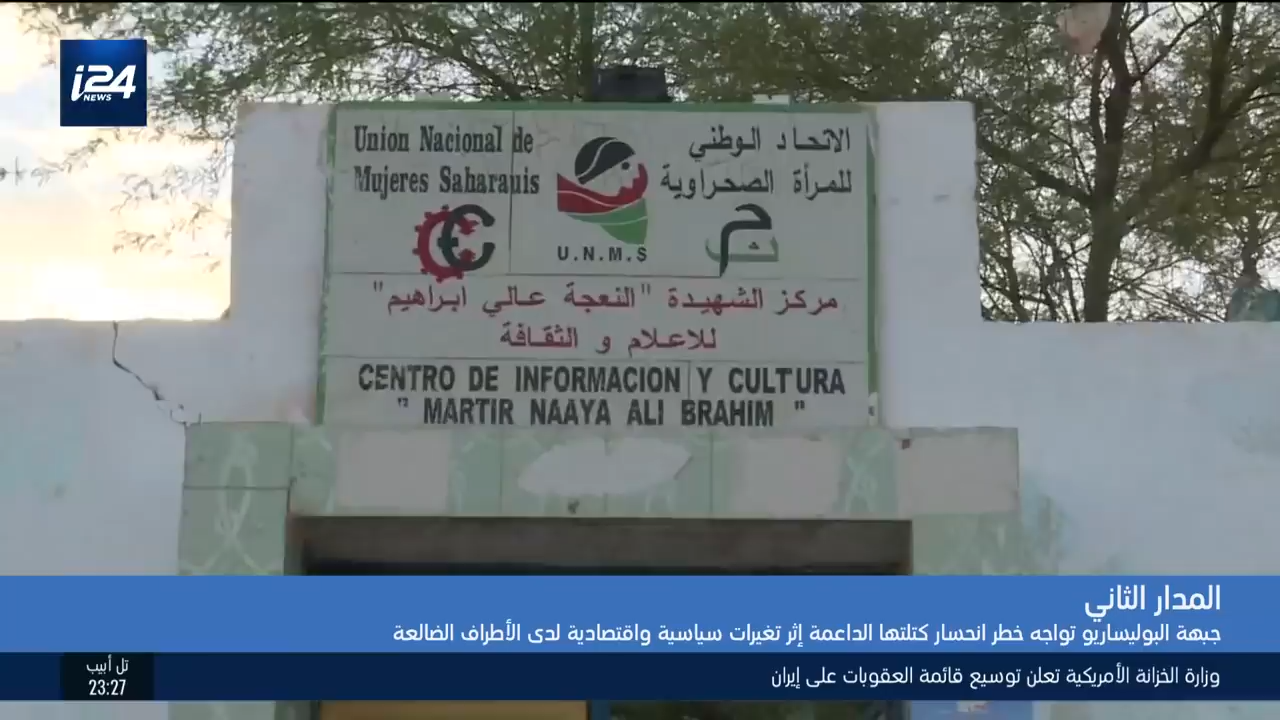 i24
NEWS
Union Nacional de
Mujeres Saharauis
الاتحاد الوطني
للمرأة الصحراوية
U.N.M.S
مركز الشهيدة "النعجة عالي ابراهيم"
للاعلام و الثقافة
CENTRO DE INFORMACION Y CULTURA
" MARTIR NAAYA ALI BRAHIM "
المدار الثاني
جبهة البوليساريو تواجه خطر انحسار كتلتها الداعمة إثر تغيرات سياسية واقتصادية لدى الأطراف الضالعة
وزارة الخزانة الأمريكية تعلن توسيع قائمة العقوبات على إيران
تل أبيب
23:27